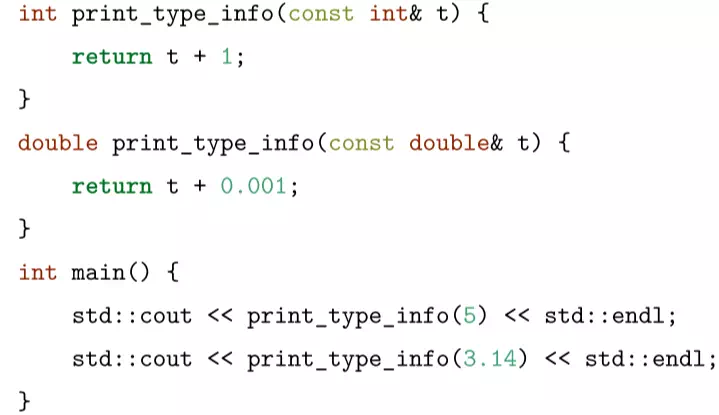 int print_type_info(const int& t) {
    return t + 1;
}
double print_type_info(const double& t) {
    return t + 0.001;
}
int main() {
    std::cout << print_type_info(5) << std::endl;
    std::cout << print_type_info(3.14) << std::endl;
}